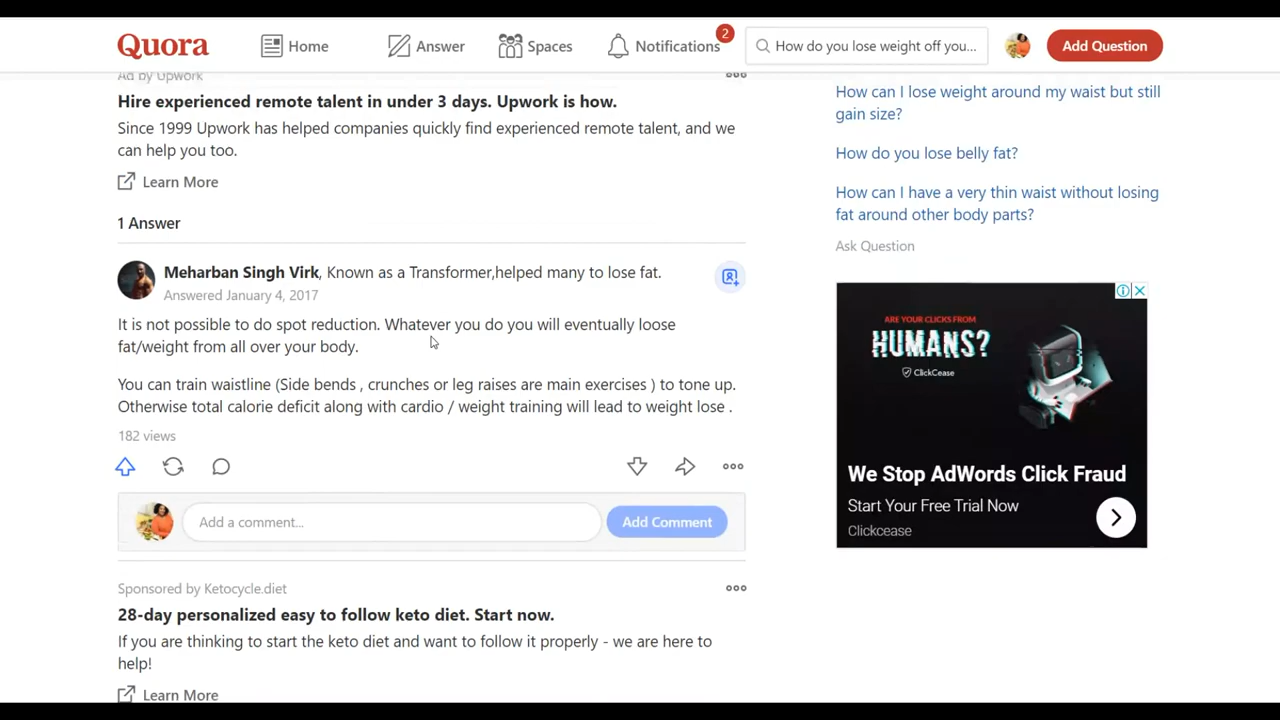 Quora
Home
Answer
Spaces
Notifications
2
How do you lose weight off you...
Add Question
Ad by Upwork
Hire experienced remote talent in under 3 days. Upwork is how.
Since 1999 Upwork has helped companies quickly find experienced remote talent, and we
can help you too.
Learn More
1 Answer
Meharban Singh Virk, Known as a Transformer,helped many to lose fat.
Answered January 4, 2017
It is not possible to do spot reduction. Whatever you do you will eventually loose
fat/weight from all over your body.
You can train waistline (Side bends , crunches or leg raises are main exercises ) to tone up.
Otherwise total calorie deficit along with cardio / weight training will lead to weight lose .
182 views
Add a comment...
Add Comment
Sponsored by Ketocycle.diet
28-day personalized easy to follow keto diet. Start now.
If you are thinking to start the keto diet and want to follow it properly - we are here to
help!
Learn More
How can I lose weight around my waist but still
gain size?
How do you lose belly fat?
How can I have a very thin waist without losing
fat around other body parts?
Ask Question
ARE YOUR CLICKS FROM
HUMANS?
ClickCease
We Stop AdWords Click Fraud
Start Your Free Trial Now
Clickcease